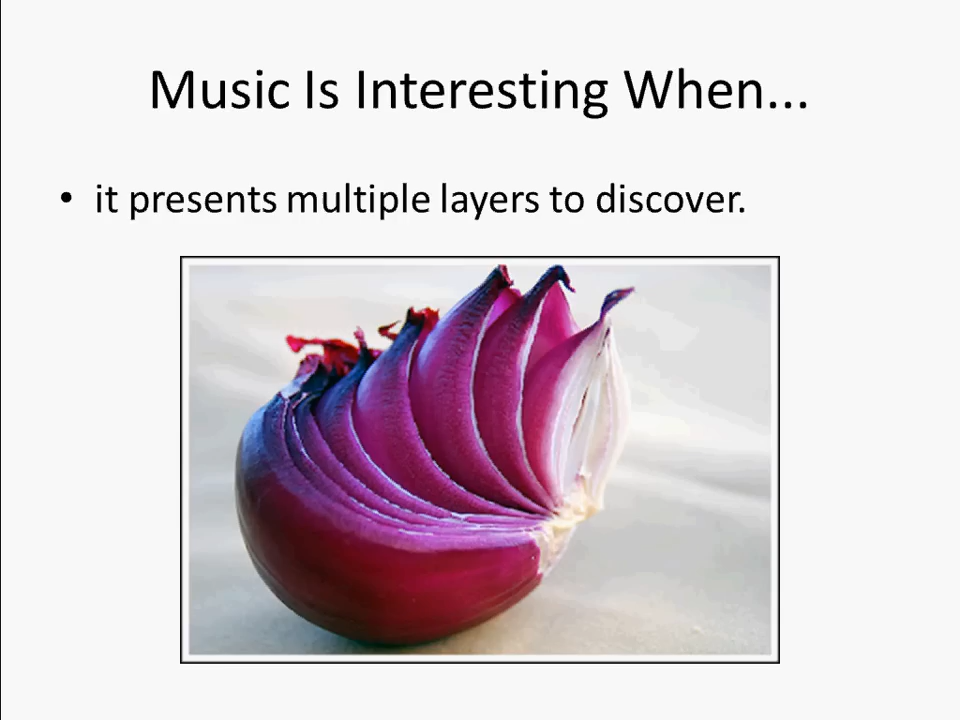 Music Is Interesting When...
• it presents multiple layers to discover.